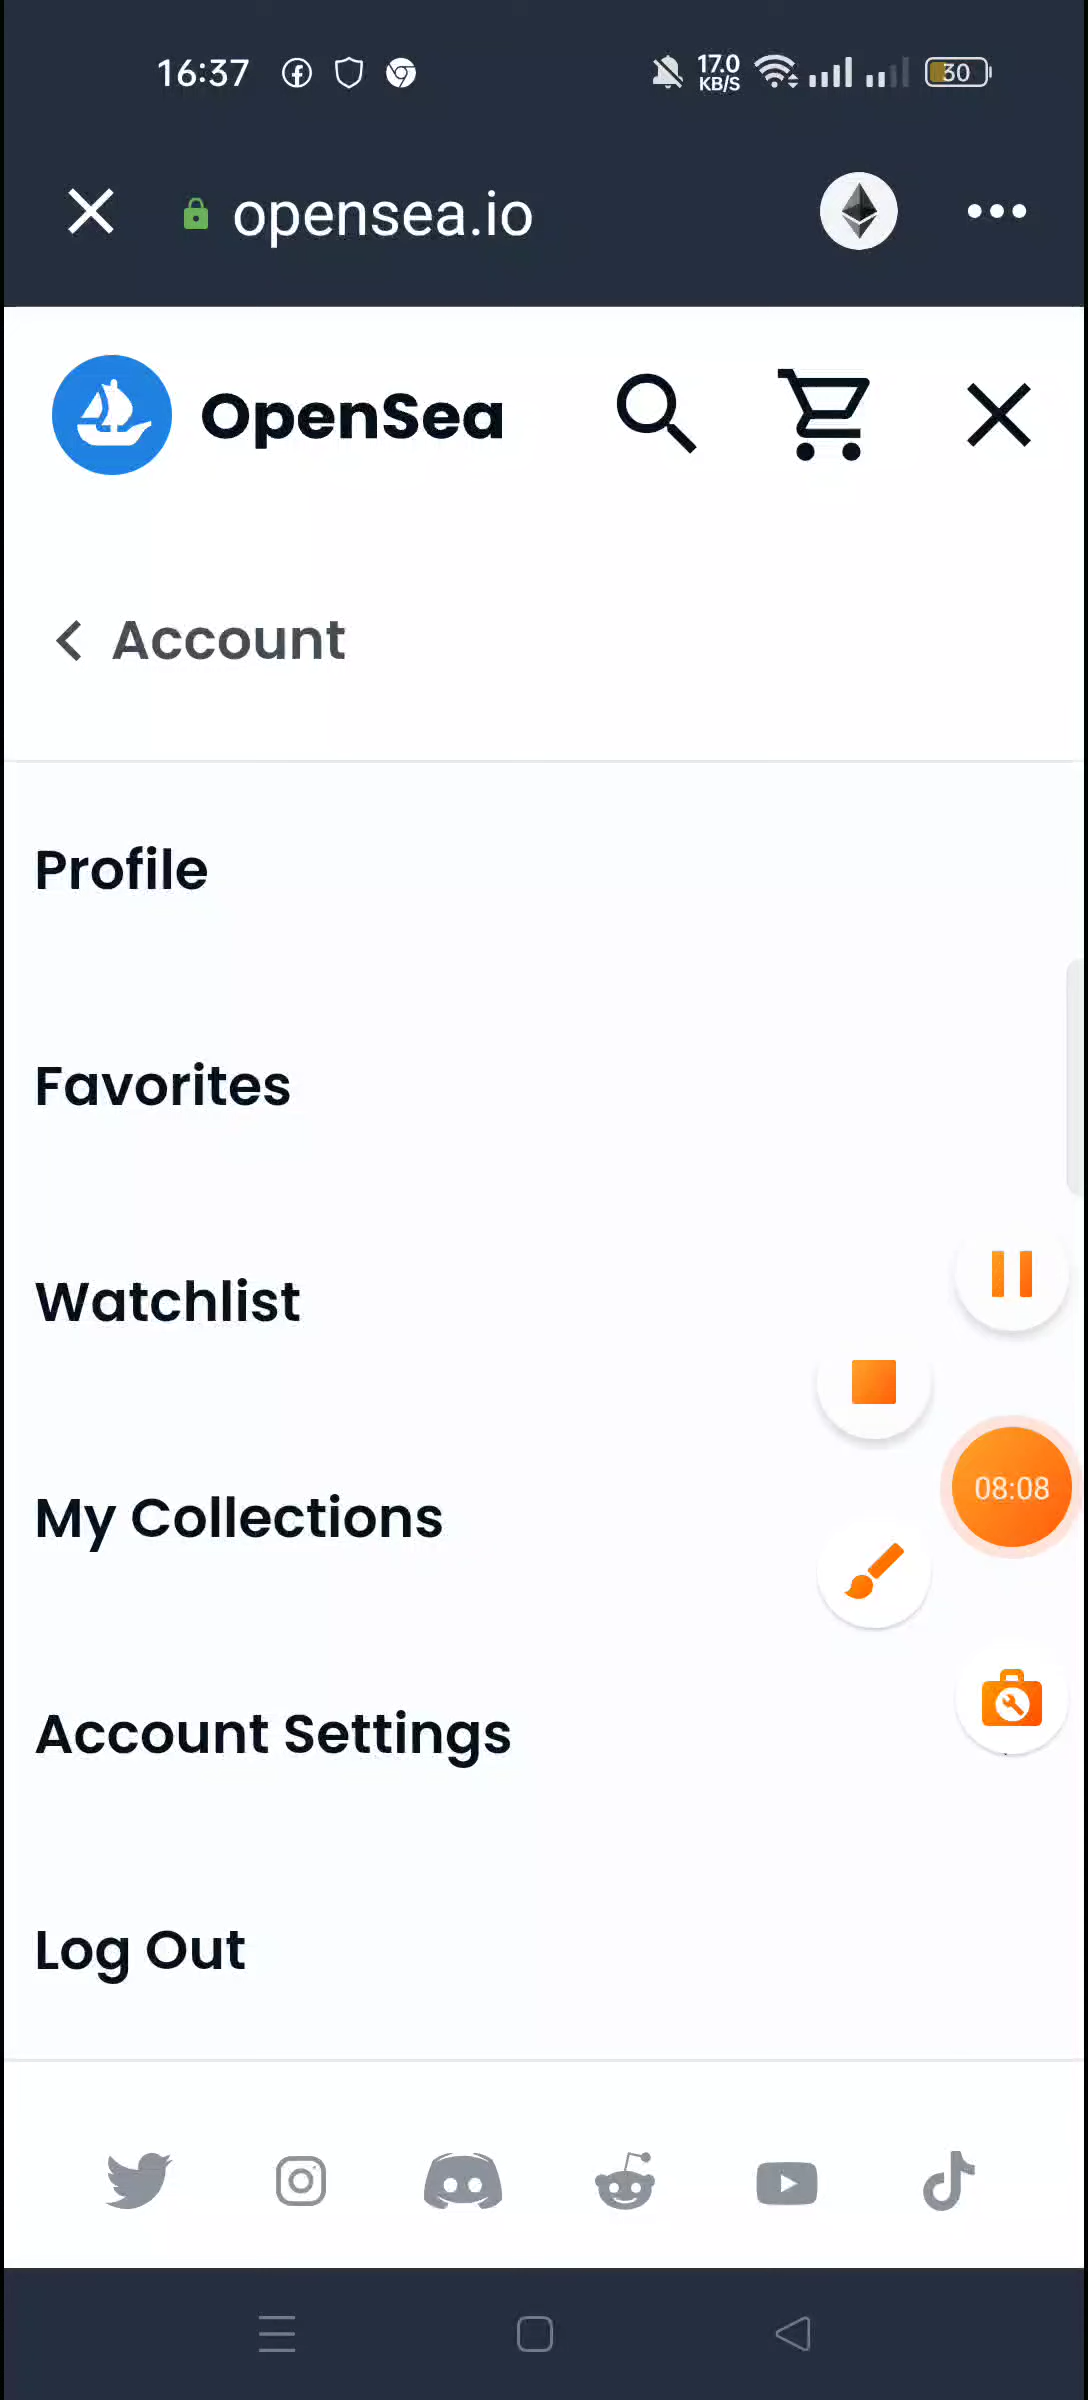 16:37
17.0
KB/S
30
opensea.io
OpenSea
Account
Profile
Favorites
Watchlist
My Collections
08:08
Account Settings
Log Out